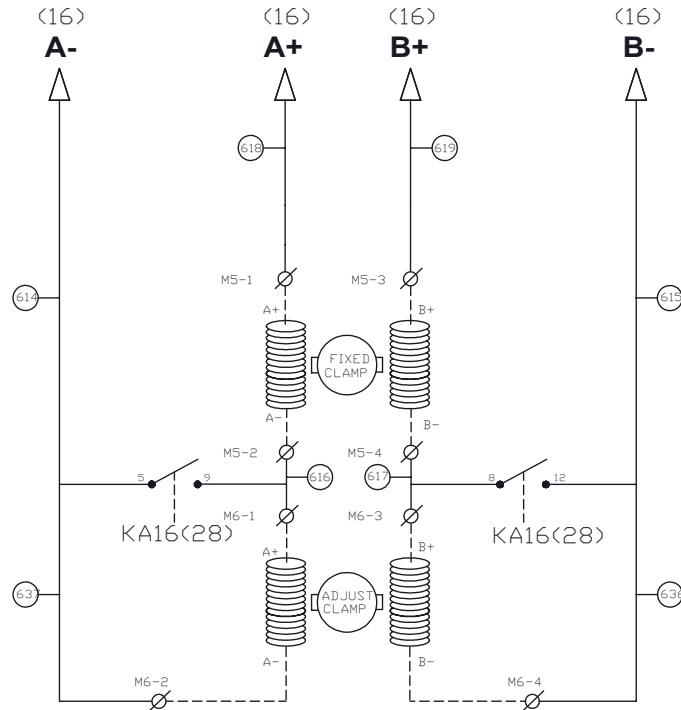 (16) (16) (16) (16)
A- A+ B+ B-
618 619
M5-1 M5-3
614 615
A+ B+
FIXED
CLAMP
A- B-
M5-2 M5-4
5 9 616 617 8 12
M6-1 M6-3
KA16(28) KA16(28)
A+ B+
637 ADJUST 636
CLAMP
A- B-
M6-2 M6-4